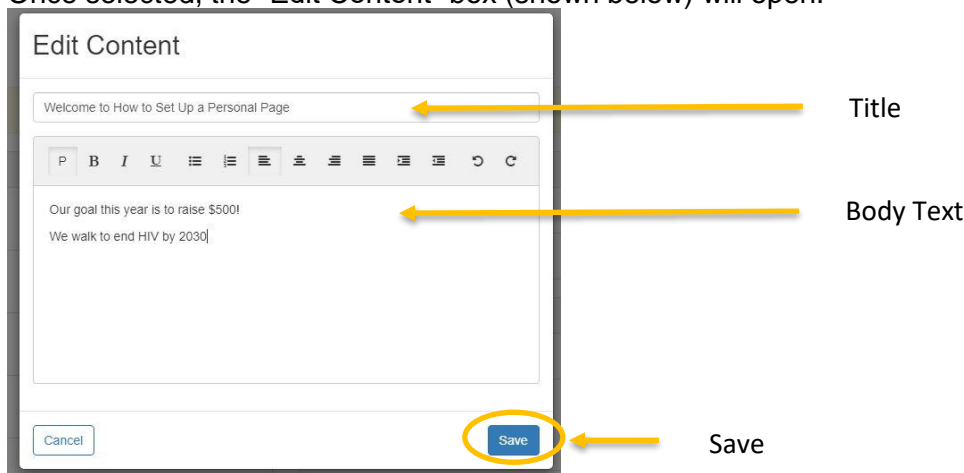 Once selected, the "Edit Content" box (shown below) will open.
Edit Content
Welcome to How to Set Up a Personal Page
Title
P B I U
Our goal this year is to raise $500!
Body Text
We walk to end HIV by 2030
Cancel
Save
Save